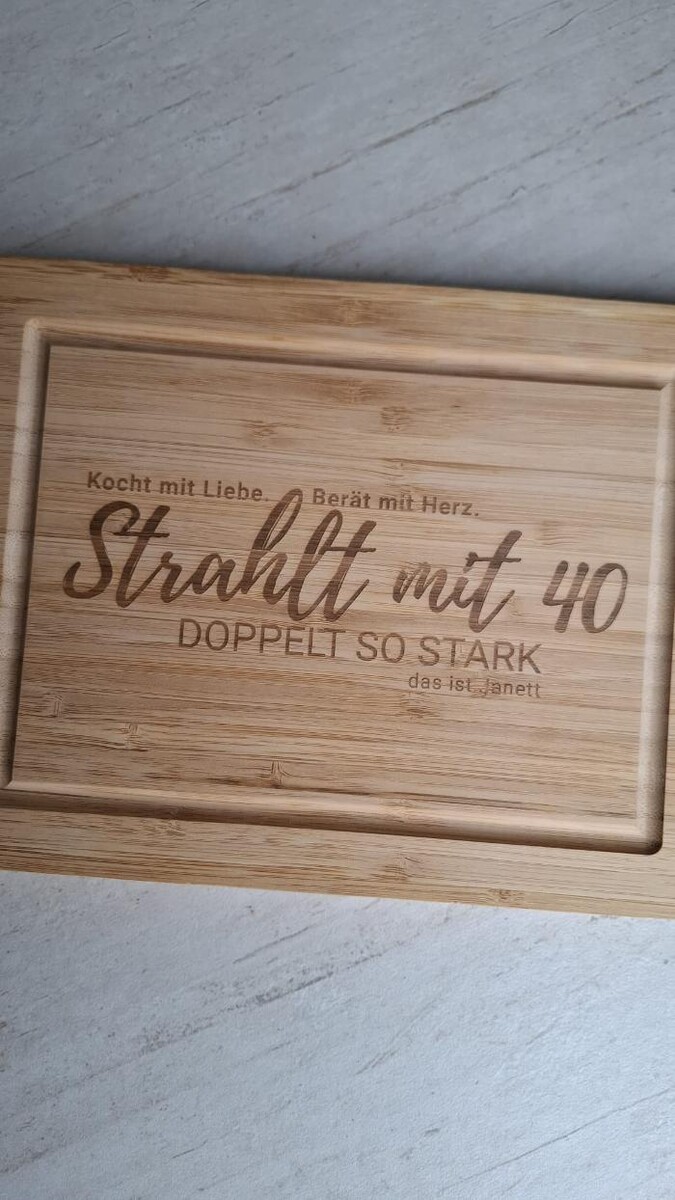 Kocht mit Liebe. Berät mit Herz.
Strahlt mit 40
DOPPELT SO STARK
das ist Janett